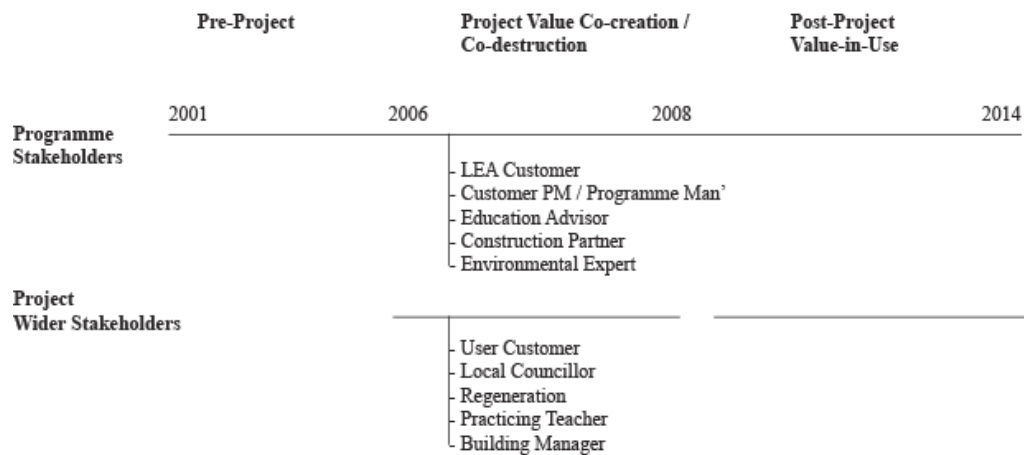 Pre-Project
Project Value Co-creation /
Co-destruction
Post-Project
Value-in-Use
2001
2006
2008
2014
Programme
Stakeholders
- LEA Customer
- Customer PM / Programme Man’
- Education Advisor
- Construction Partner
- Environmental Expert
Project
Wider Stakeholders
- User Customer
- Local Councillor
- Regeneration
- Practicing Teacher
- Building Manager